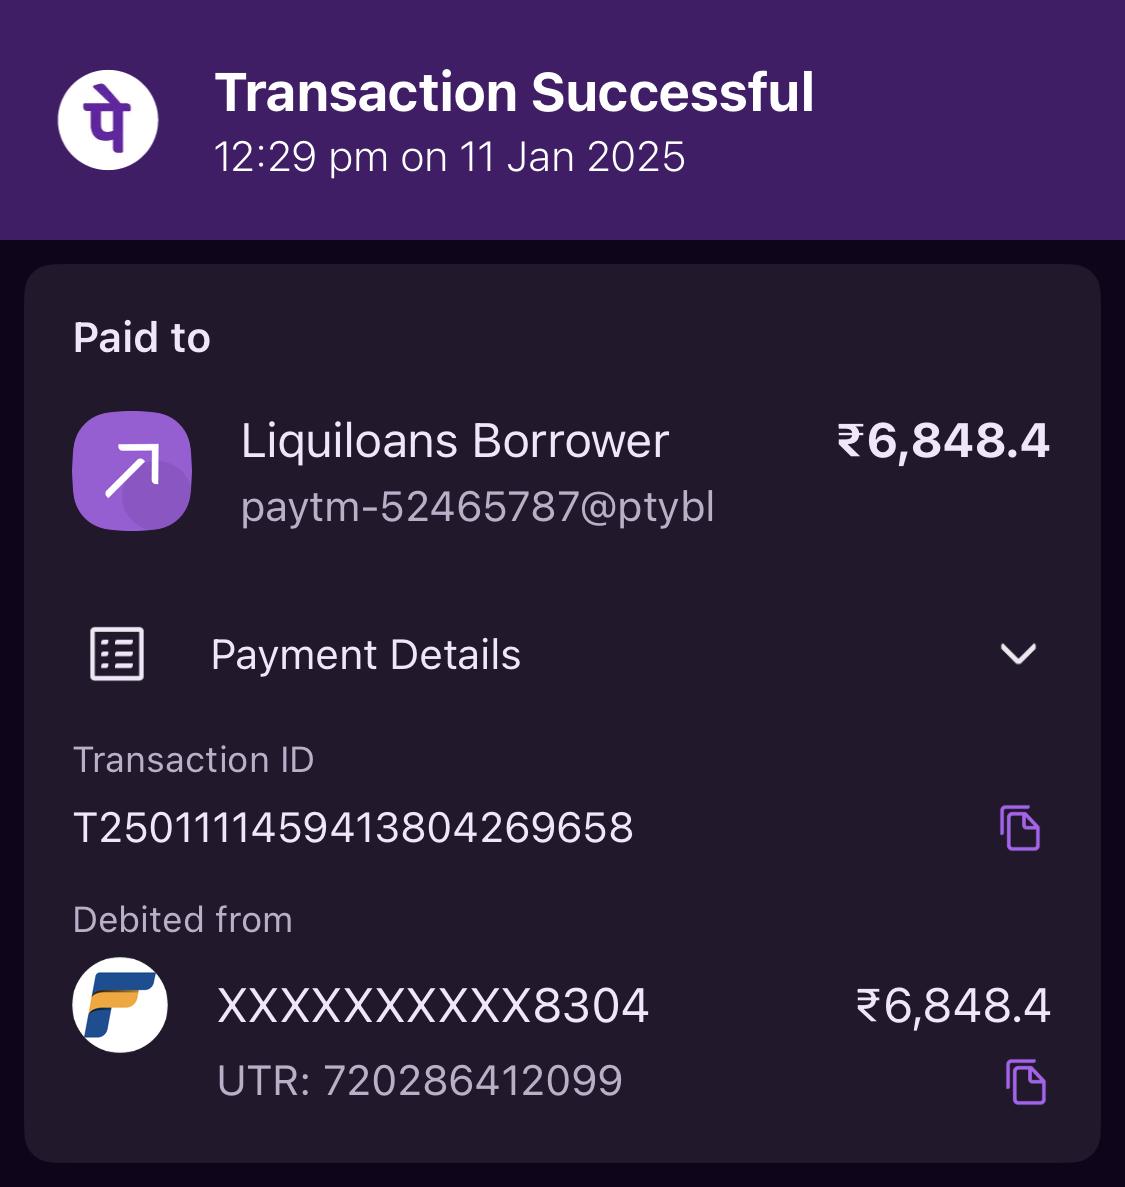 पे
Transaction Successful
12:29 pm on 11 Jan 2025
Paid to
Liquiloans Borrower ₹6,848.4
paytm-52465787@ptybl
Payment Details
Transaction ID
T2501111459413804269658
Debited from
XXXXXXXXXX8304 ₹6,848.4
UTR: 720286412099